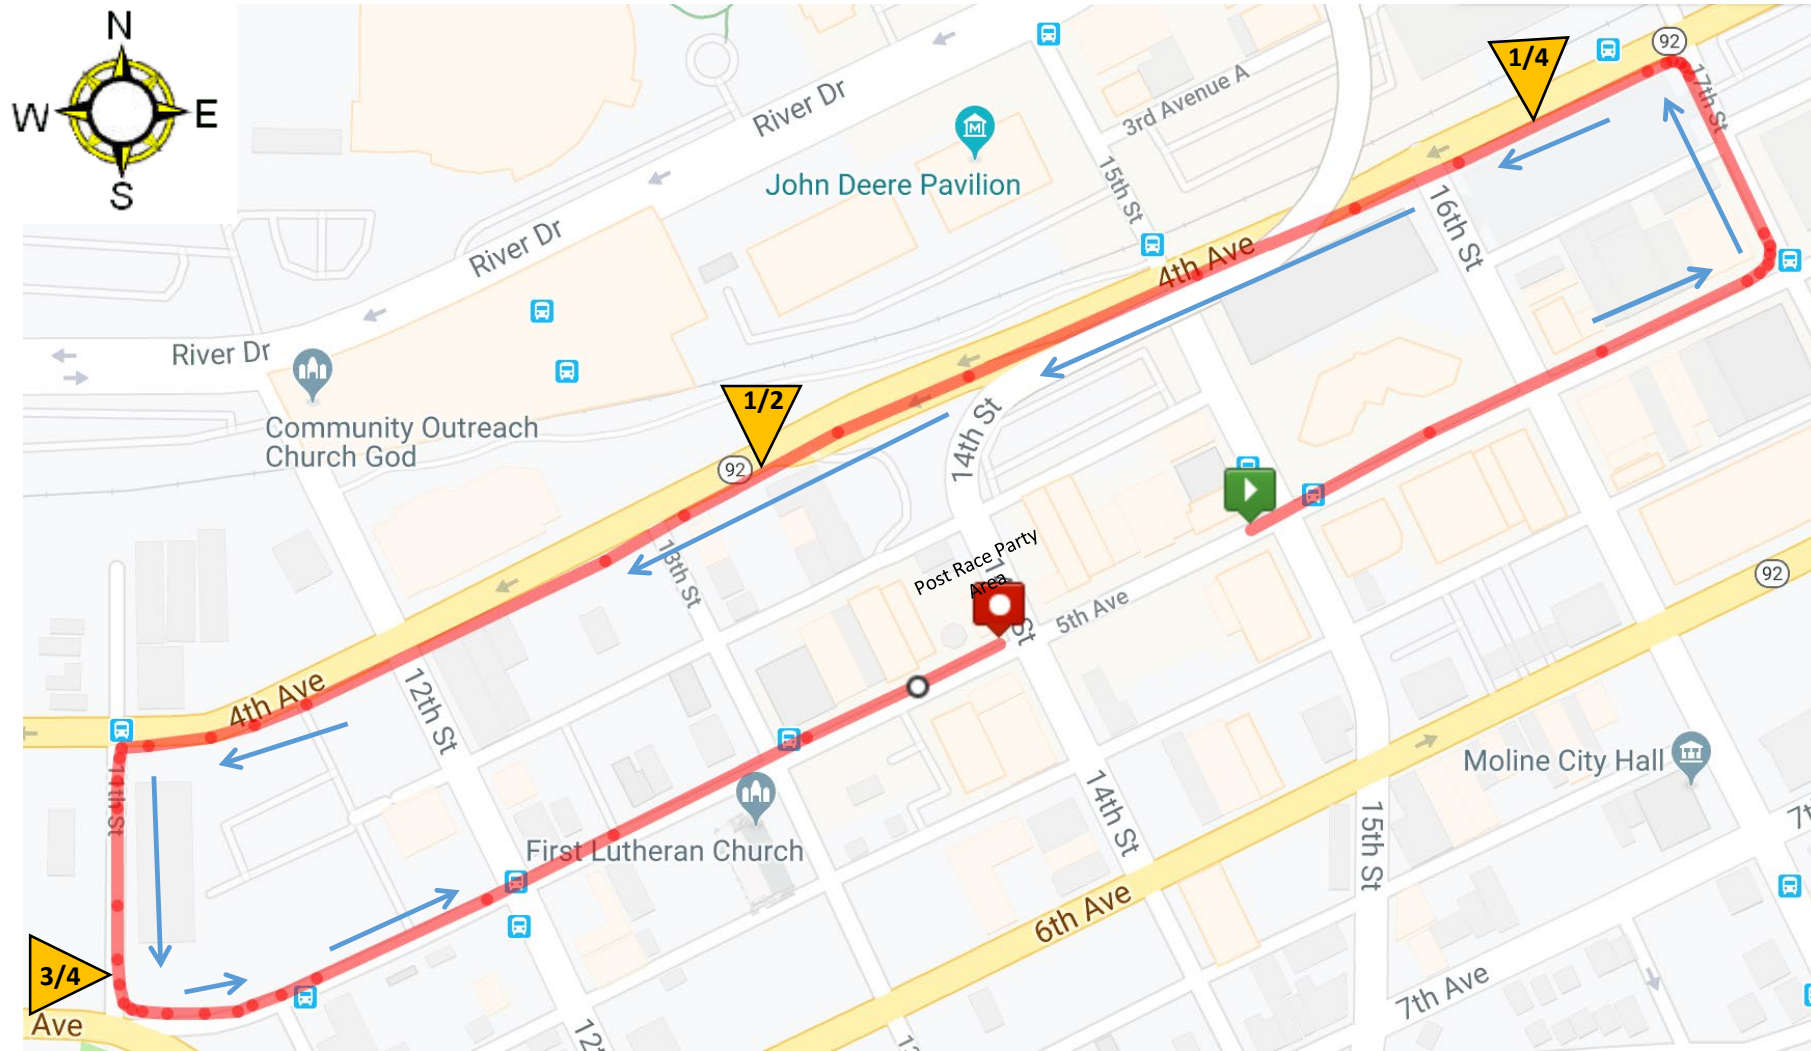 N
W
E
S
1/4
92
17th St
River Dr
3rd Avenue A
John Deere Pavilion
15th St
16th St
River Dr
4th Ave
River Dr
Community Outreach
Church God
1/2
92
14th St
13th St
Post Race Party
Area
St
5th Ave
92
4th Ave
12th St
11th St
Moline City Hall
14th St
15th St
First Lutheran Church
6th Ave
3/4
7th Ave
Ave